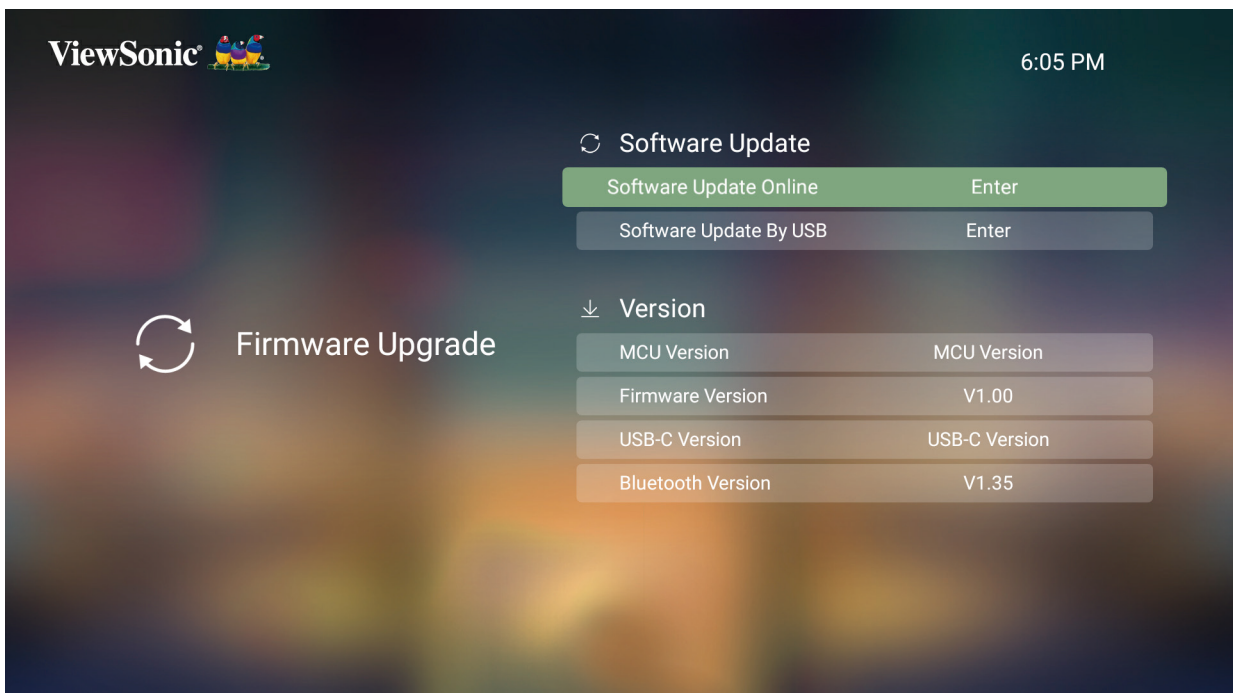 ViewSonic®
6:05 PM
Software Update
Software Update Online Enter
Software Update By USB Enter
Firmware Upgrade
Version
MCU Version MCU Version
Firmware Version V1.00
USB-C Version USB-C Version
Bluetooth Version V1.35